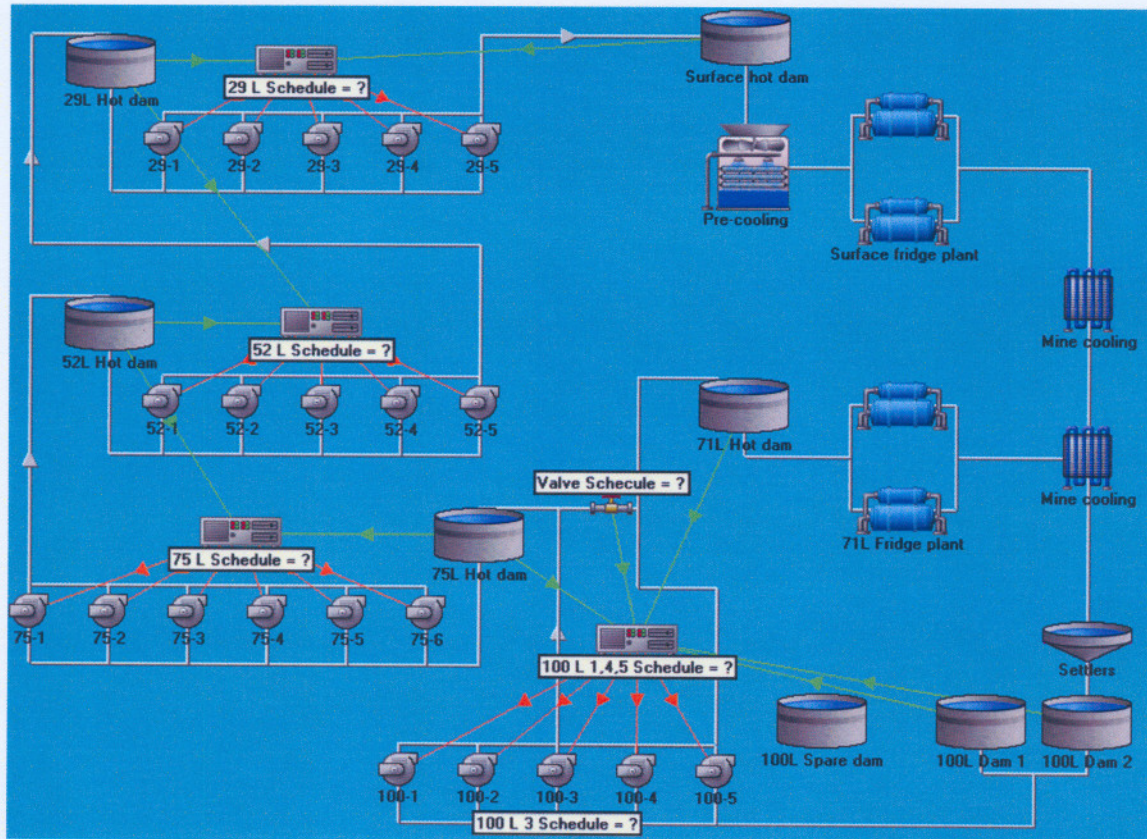 29L Hot dam
29 L Schedule = ?
29-1
29-2
29-3
29-4
29-5
Surface hot dam
Pre-cooling
Surface fridge plant
Mine cooling
52L Hot dam
52 L Schedule = ?
52-1
52-2
52-3
52-4
52-5
71L Hot dam
Valve Schecule = ?
Mine cooling
71L Fridge plant
75 L Schedule = ?
75L Hot dam
75-1
75-2
75-3
75-4
75-5
75-6
100 L 1,4,5 Schedule = ?
Settlers
100L Spare dam
100L Dam 1
100L Dam 2
100-1
100-2
100-3
100-4
100-5
100 L 3 Schedule = ?